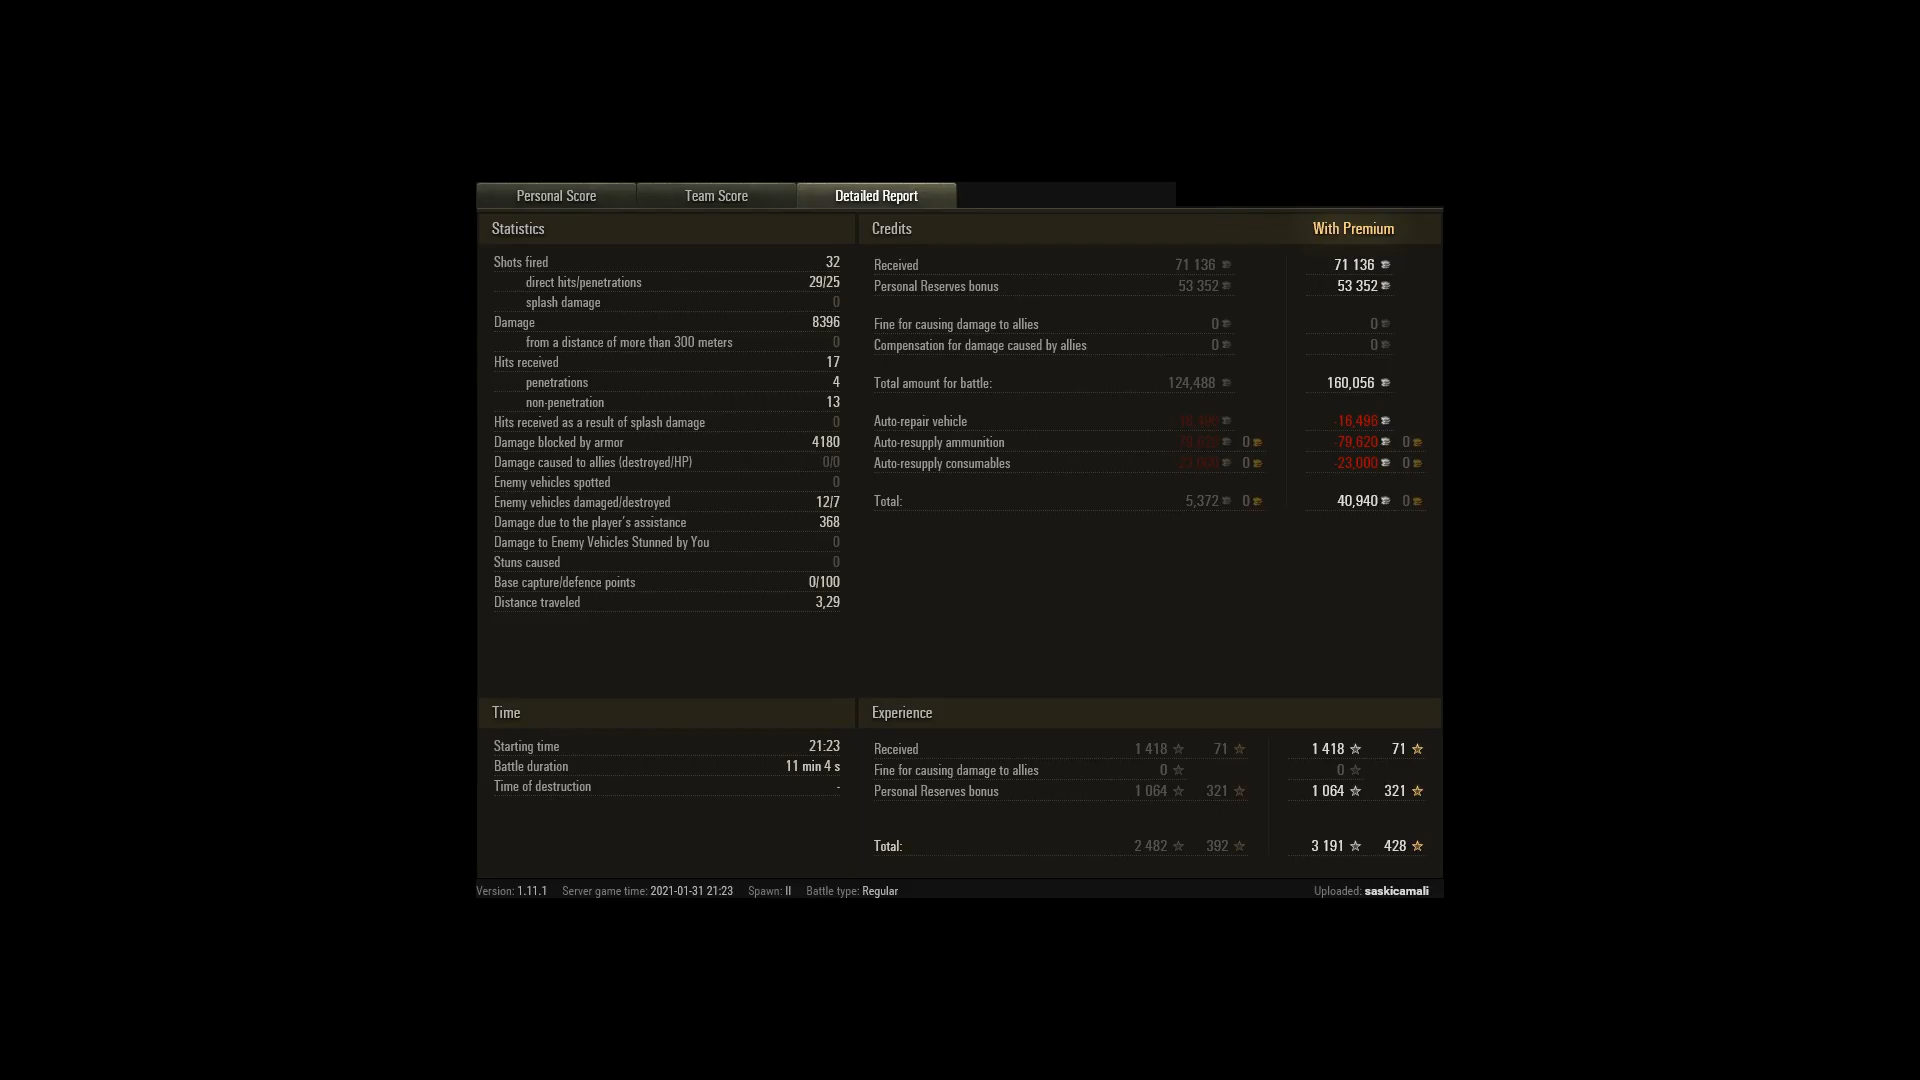 Personal Score Team Score Detailed Report
Statistics
Shots fired 32
direct hits/penetrations 29/25
splash damage 0
Damage 8396
from a distance of more than 300 meters 0
Hits received 17
penetrations 4
non-penetration 13
Hits received as a result of splash damage 0
Damage blocked by armor 4180
Damage caused to allies (destroyed/HP) 0/0
Enemy vehicles spotted 0
Enemy vehicles damaged/destroyed 12/7
Damage due to the player's assistance 368
Damage to Enemy Vehicles Stunned by You 0
Stuns caused 0
Base capture/defence points 0/100
Distance traveled 3,29
Credits With Premium
Received 71 136 71 136
Personal Reserves bonus 53 352 53 352
Fine for causing damage to allies 0 0
Compensation for damage caused by allies 0 0
Total amount for battle: 124,488 160,056
Auto-repair vehicle -16,496
Auto-resupply ammunition 0 -79,620 0
Auto-resupply consumables 0 -23,000 0
Total: 5,372 0 40,940 0
Time
Starting time 21:23
Battle duration 11 min 4 s
Time of destruction -
Experience
Received 1 418 71 1 418 71
Fine for causing damage to allies 0 0
Personal Reserves bonus 1 064 321 1 064 321
Total: 2 482 392 3 191 428
Version: 1.11.1 Server game time: 2021-01-31 21:23 Spawn: II Battle type: Regular Uploaded: saskicamali